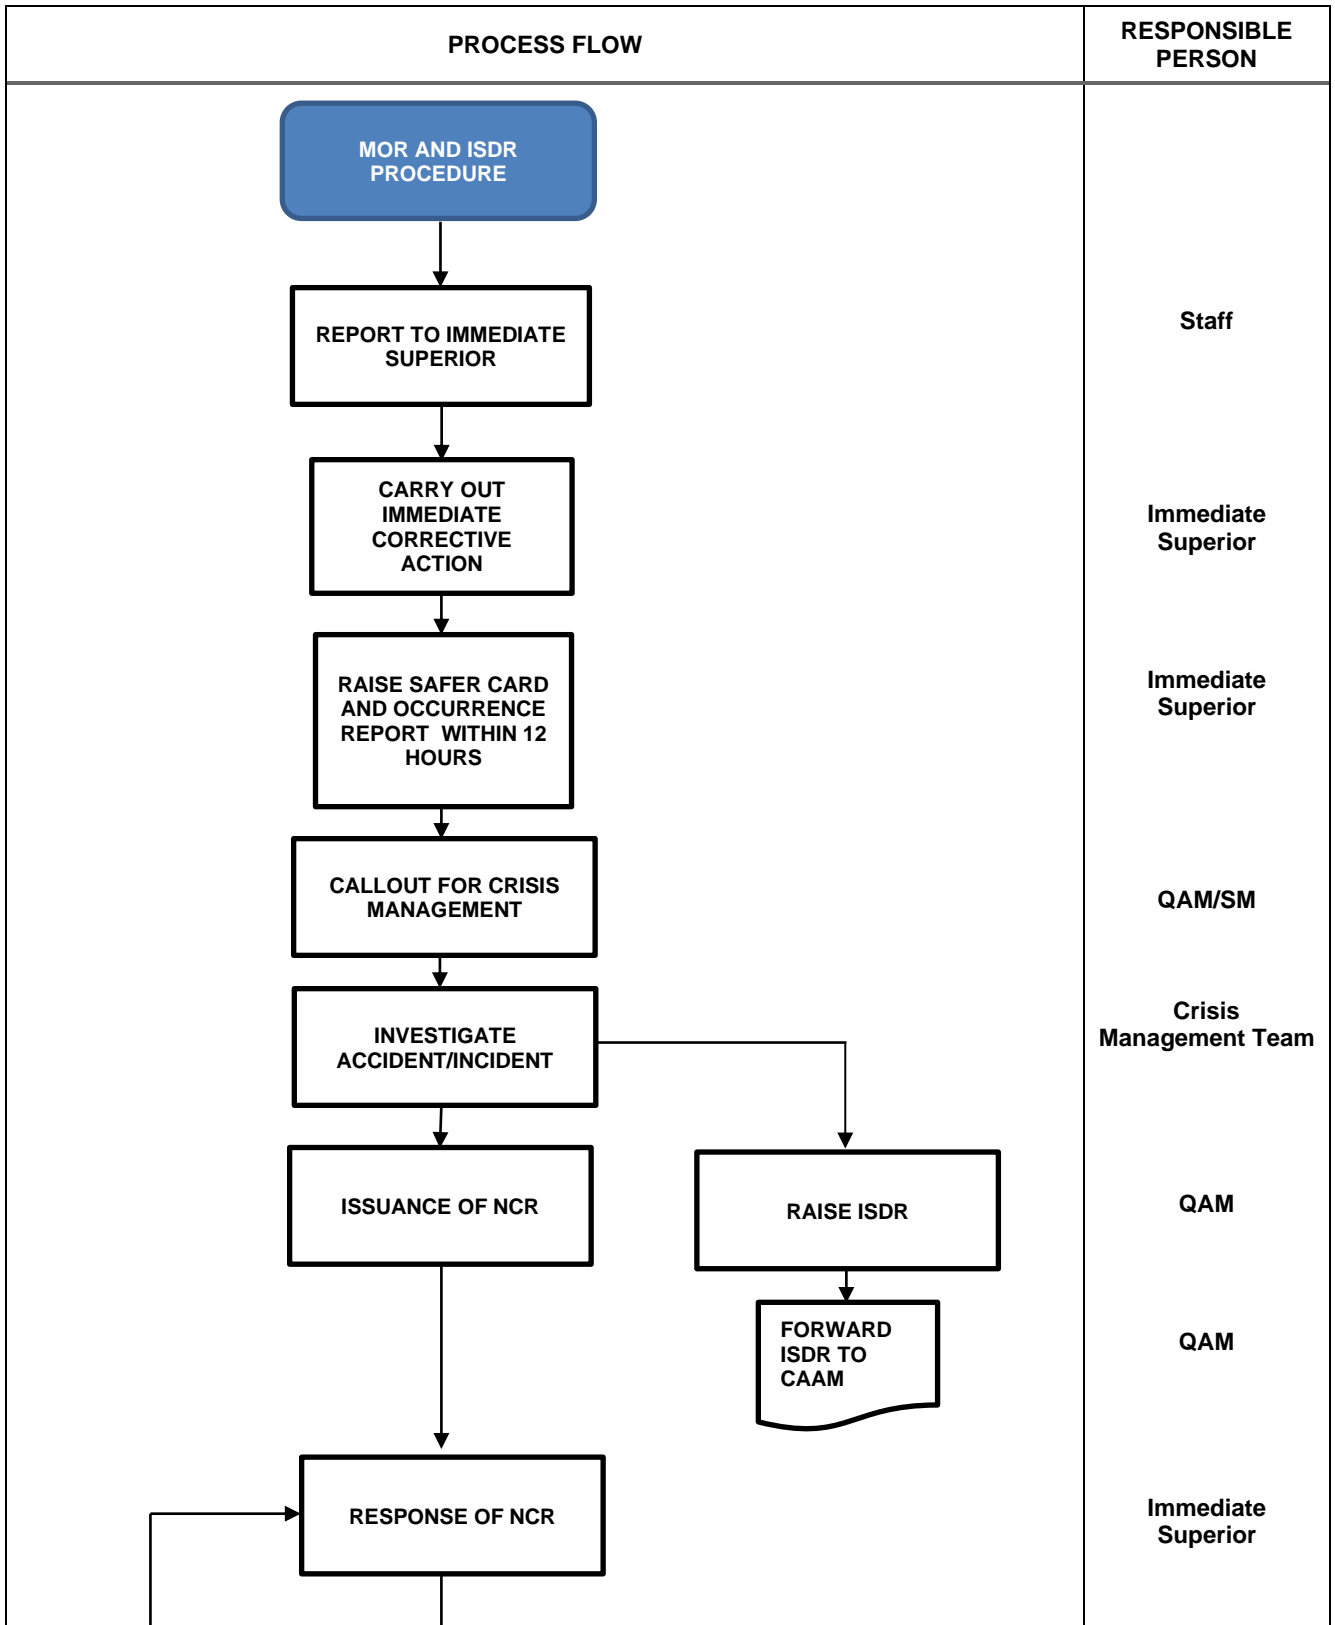 PROCESS FLOW
RESPONSIBLE
PERSON
MOR AND ISDR
PROCEDURE
REPORT TO IMMEDIATE
SUPERIOR
Staff
CARRY OUT
IMMEDIATE
CORRECTIVE
ACTION
Immediate
Superior
RAISE SAFER CARD
AND OCCURRENCE
REPORT WITHIN 12
HOURS
Immediate
Superior
CALLOUT FOR CRISIS
MANAGEMENT
QAM/SM
INVESTIGATE
ACCIDENT/INCIDENT
Crisis
Management Team
ISSUANCE OF NCR
RAISE ISDR
QAM
FORWARD
ISDR TO
CAAM
QAM
RESPONSE OF NCR
Immediate
Superior